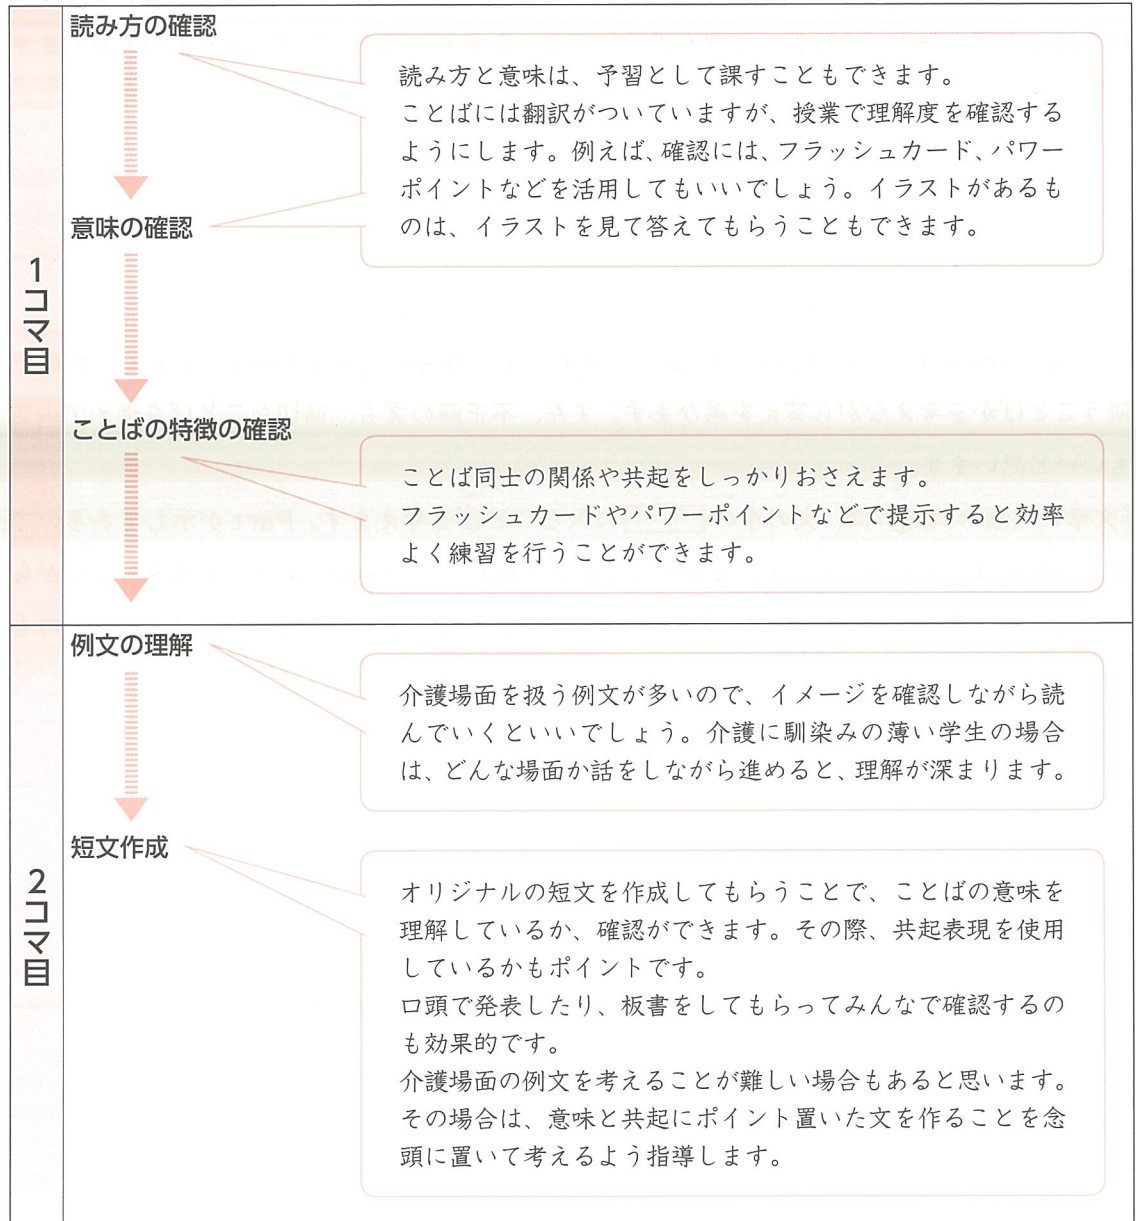 1コマ目
読み方の確認
読み方と意味は、予習として課すこともできます。
ことばには翻訳がついていますが、授業で理解度を確認する
ようにします。例えば、確認には、フラッシュカード、パワー
ポイントなどを活用してもいいでしょう。イラストがあるも
のは、イラストを見て答えてもらうこともできます。
意味の確認
ことばの特徴の確認
ことば同士の関係や共起をしっかりおさえます。
フラッシュカードやパワーポイントなどで提示すると効率
よく練習を行うことができます。
2コマ目
例文の理解
介護場面を扱う例文が多いので、イメージを確認しながら読
んでいくといいでしょう。介護に馴染みの薄い学生の場合
は、どんな場面か話をしながら進めると、理解が深まります。
短文作成
オリジナルの短文を作成してもらうことで、ことばの意味を
理解しているか、確認ができます。その際、共起表現を使用
しているかもポイントです。
口頭で発表したり、板書をしてもらってみんなで確認するの
も効果的です。
介護場面の例文を考えることが難しい場合もあると思います。
その場合は、意味と共起にポイント置いた文を作ることを念
頭に置いて考えるよう指導します。